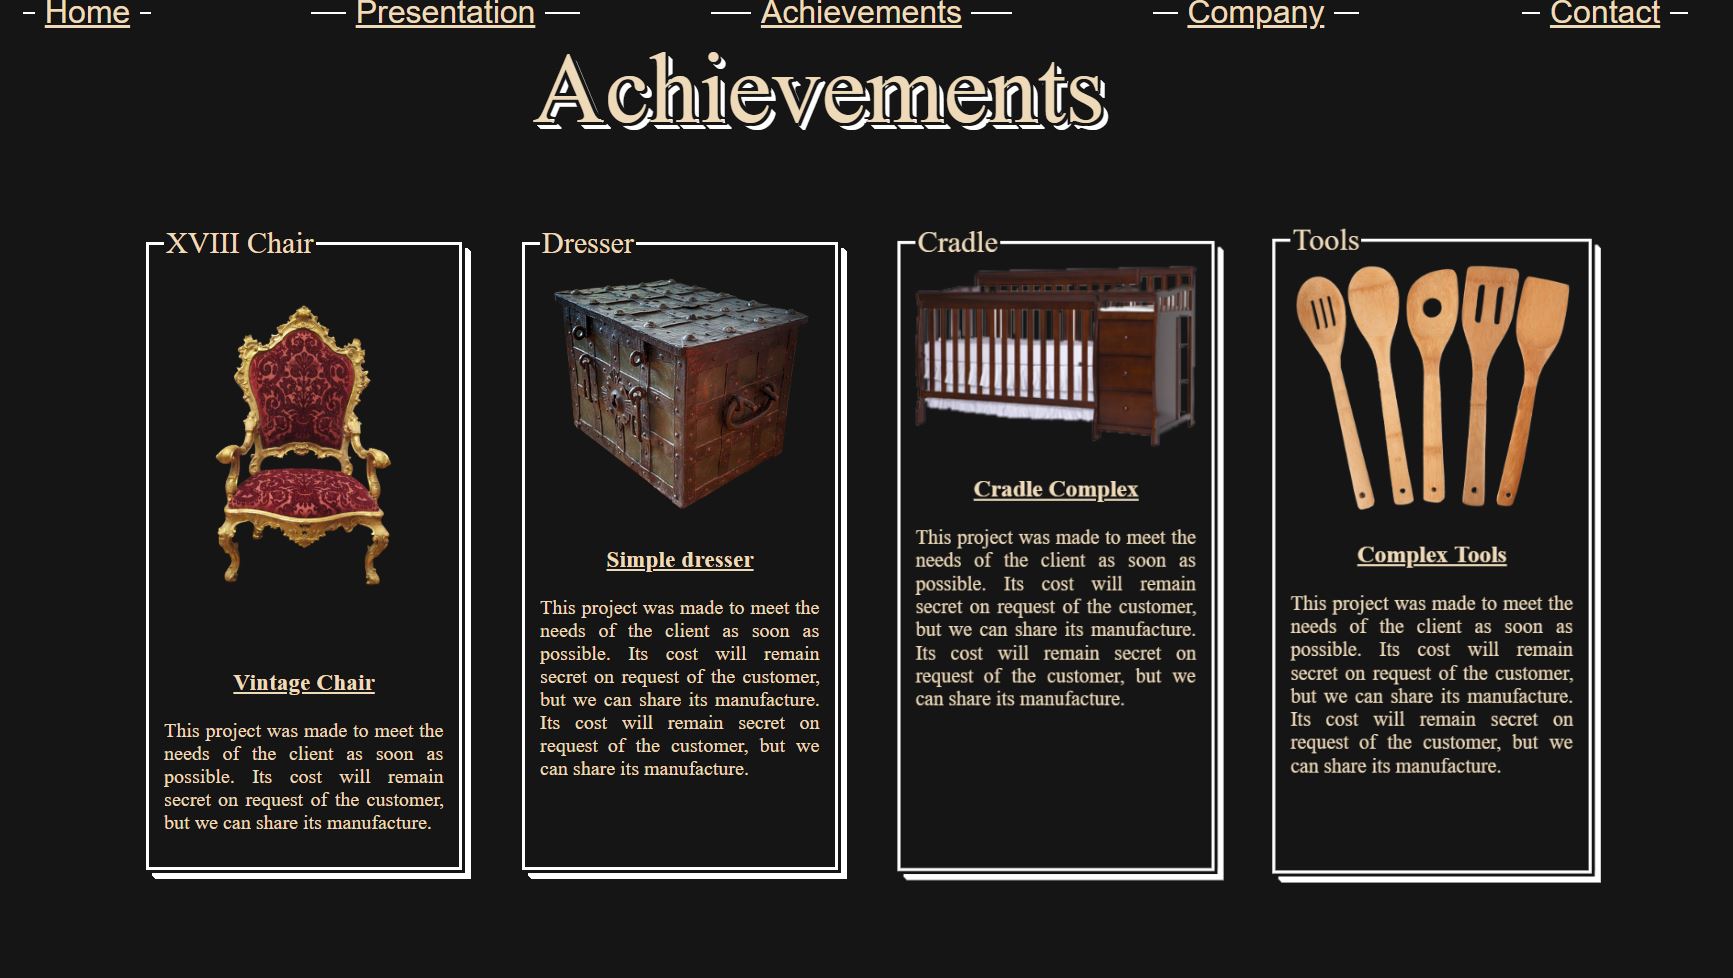 Home Presentation Achievements Company Contact
Achievements
XVIII Chair
Vintage Chair
This project was made to meet the
needs of the client as soon as
possible. Its cost will remain
secret on request of the customer,
but we can share its manufacture.
Dresser
Simple dresser
This project was made to meet the
needs of the client as soon as
possible. Its cost will remain
secret on request of the customer,
but we can share its manufacture.
Its cost will remain secret on
request of the customer, but we
can share its manufacture.
Cradle
Cradle Complex
This project was made to meet the
needs of the client as soon as
possible. Its cost will remain
secret on request of the customer,
but we can share its manufacture.
Its cost will remain secret on
request of the customer, but we
can share its manufacture.
Tools
Complex Tools
This project was made to meet the
needs of the client as soon as
possible. Its cost will remain
secret on request of the customer,
but we can share its manufacture.
Its cost will remain secret on
request of the customer, but we
can share its manufacture.